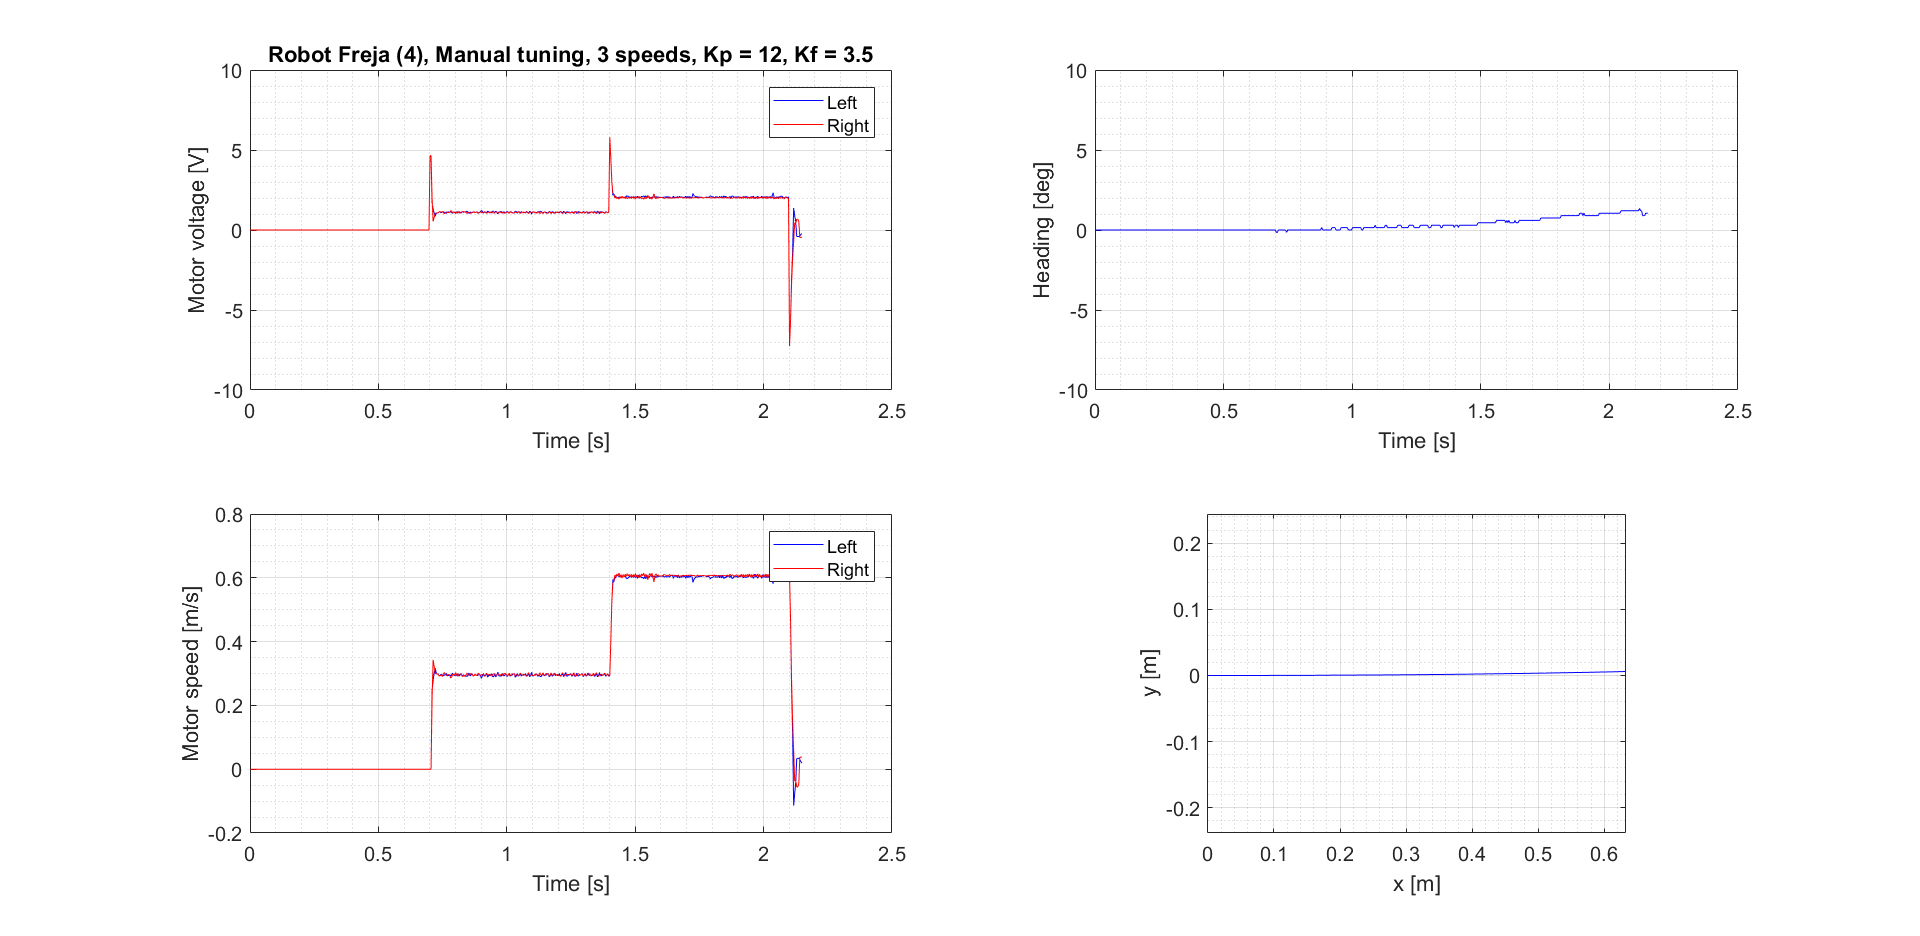 Robot Freja (4), Manual tuning, 3 speeds, Kp = 12, Kf = 3.5
Motor voltage [V]
10
5
0
-5
-10
Left
Right
0 0.5 1 1.5 2 2.5
Time [s]
Heading [deg]
10
5
0
-5
-10
0 0.5 1 1.5 2 2.5
Time [s]
Motor speed [m/s]
0.8
0.6
0.4
0.2
0
-0.2
Left
Right
0 0.5 1 1.5 2 2.5
Time [s]
y [m]
0.2
0.1
0
-0.1
-0.2
0 0.1 0.2 0.3 0.4 0.5 0.6
x [m]